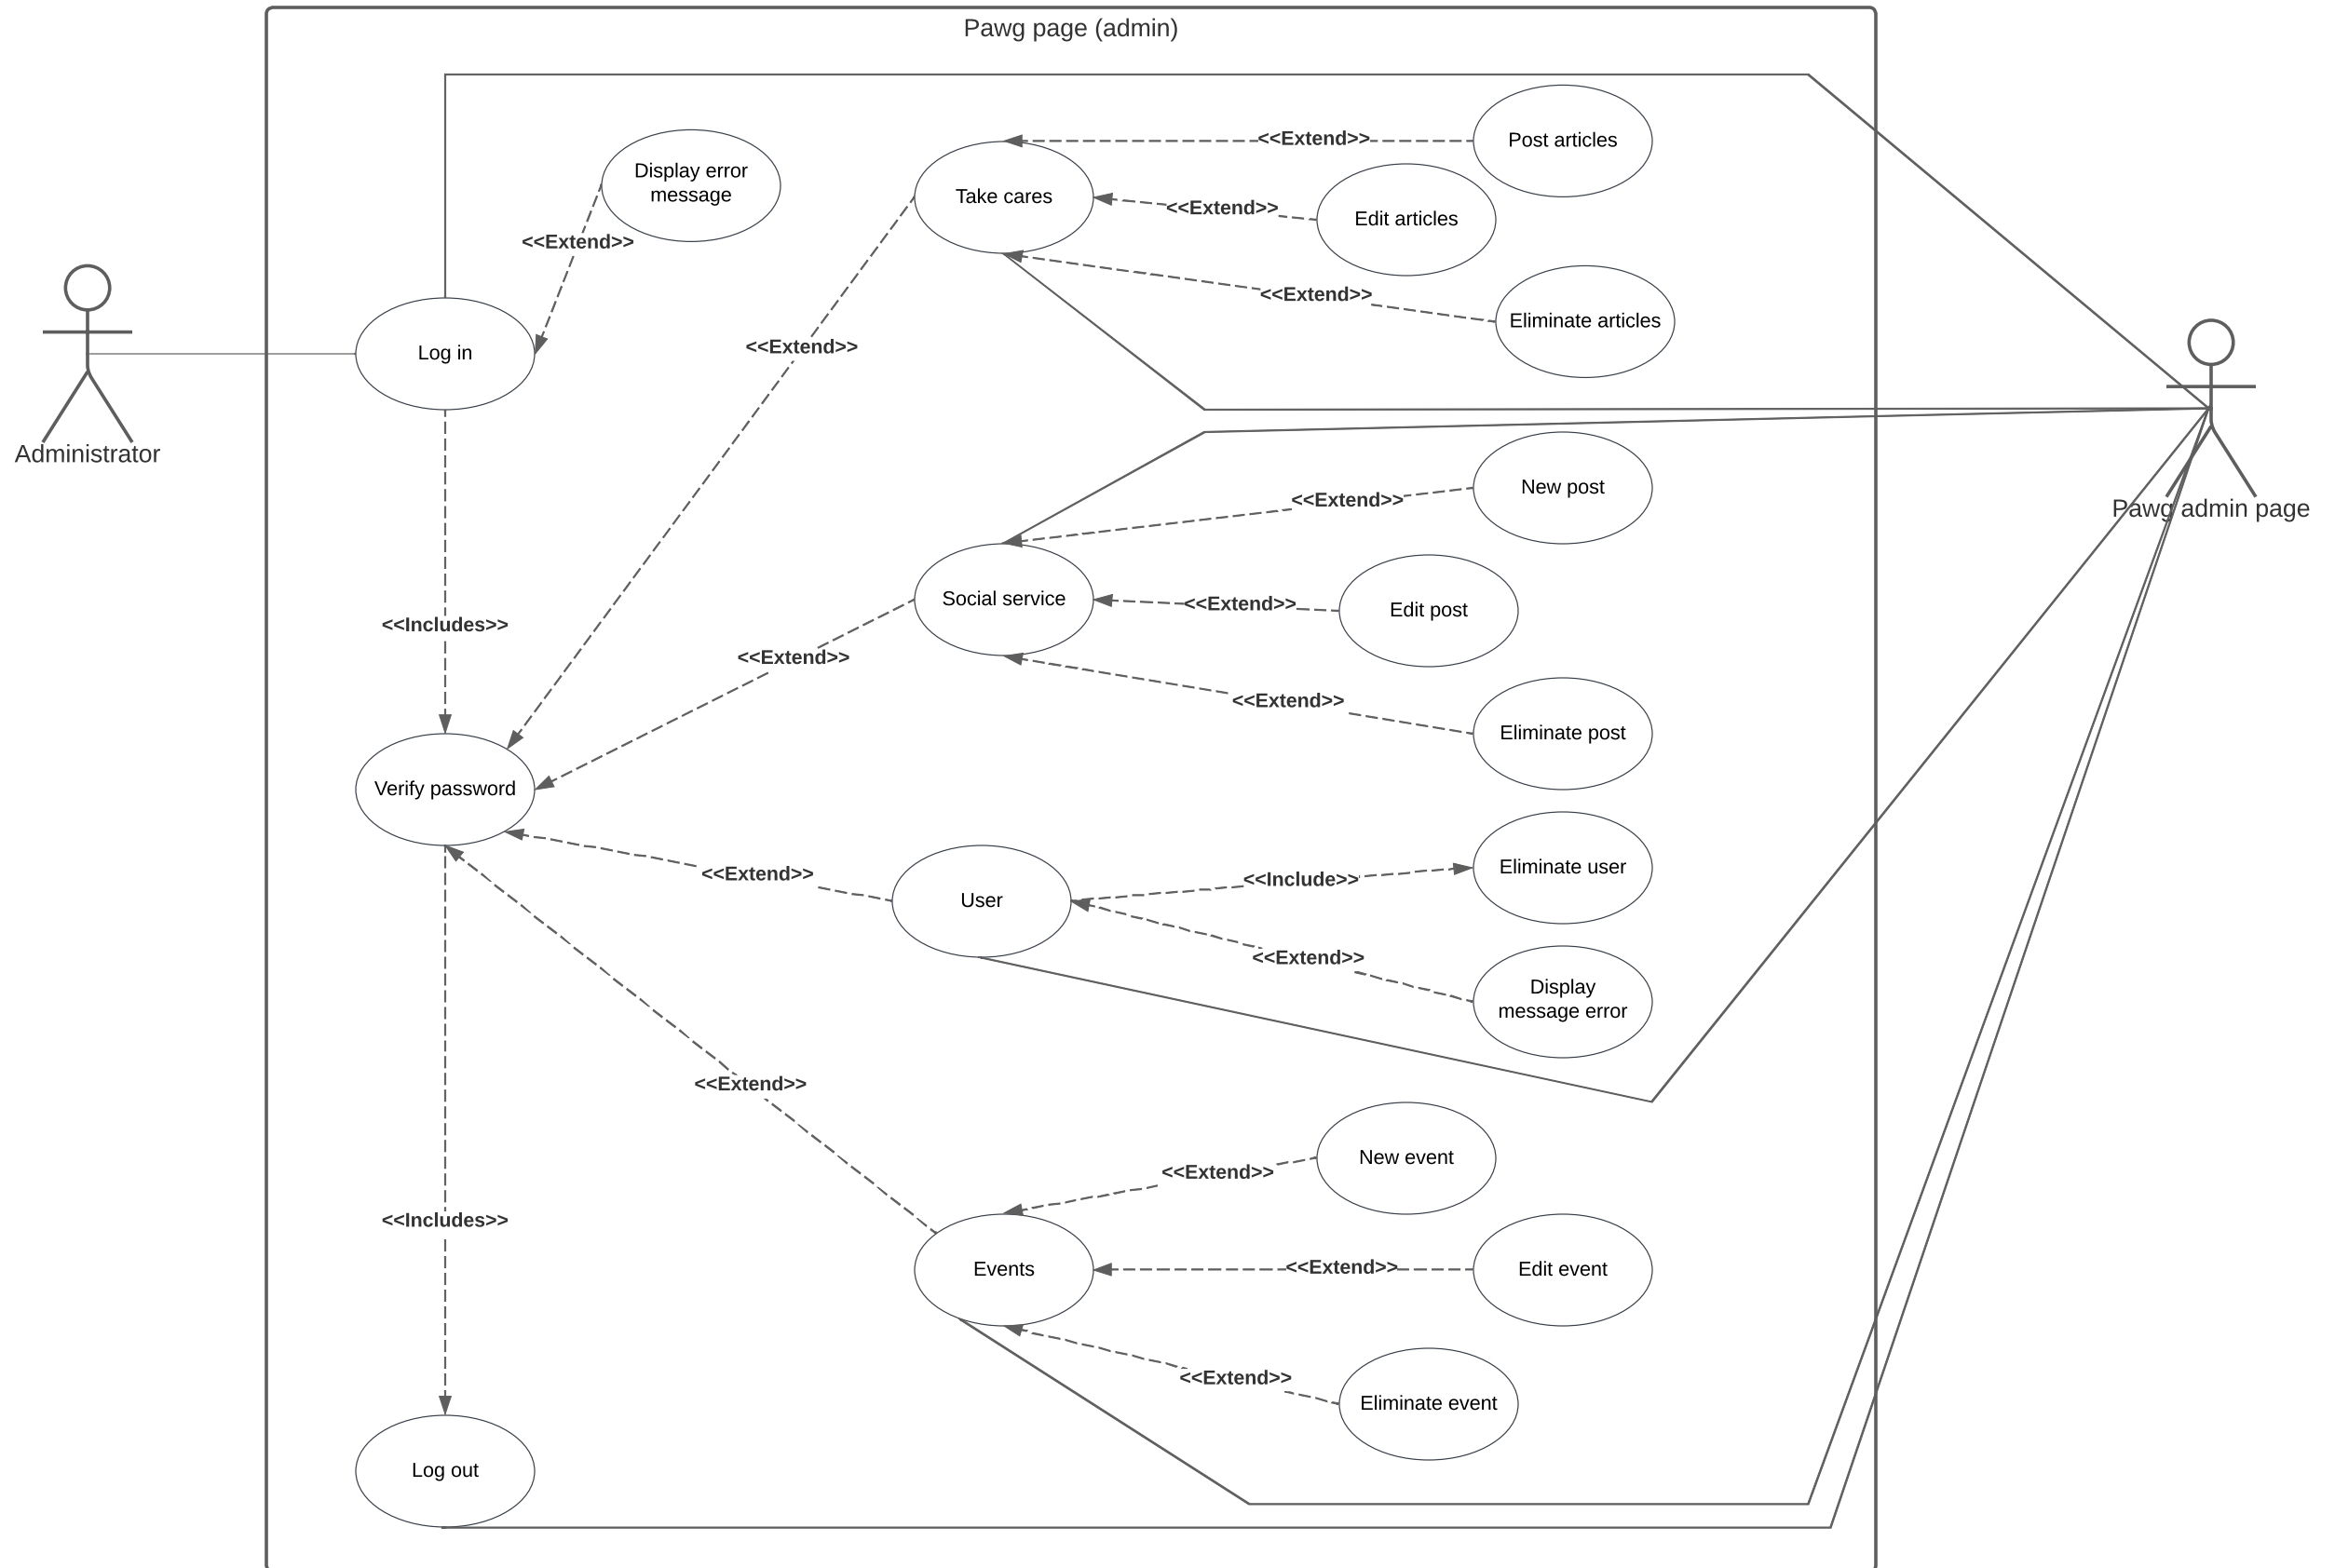 Pawg page (admin)
Post articles
<<Extend>>
Display error
message
Take cares
<<Extend>>
Edit articles
<<Extend>>
<<Extend>>
Eliminate articles
<<Extend>>
Log in
Administrator
New post
<<Extend>>
Pawg admin page
Social service
<<Extend>>
Edit post
<<Includes>>
<<Extend>>
<<Extend>>
Eliminate post
Verify password
<<Extend>>
<<Include>>
Eliminate user
User
<<Extend>>
Display
message error
<<Extend>>
New event
<<Extend>>
<<Includes>>
Events
<<Extend>>
Edit event
<<Extend>>
Eliminate event
Log out